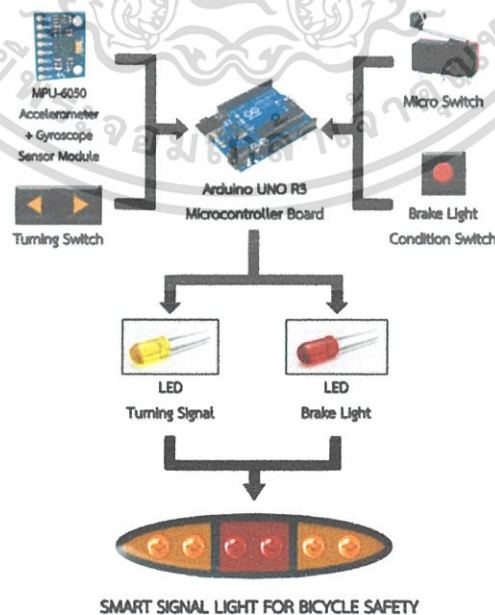 MPU-6050
Accelerometer
+ Gyroscope
Sensor Module
Micro Switch
Arduino UNO R3
Microcontroller Board
Turning Switch
Brake Light
Condition Switch
LED
Turning Signal
LED
Brake Light
SMART SIGNAL LIGHT FOR BICYCLE SAFETY